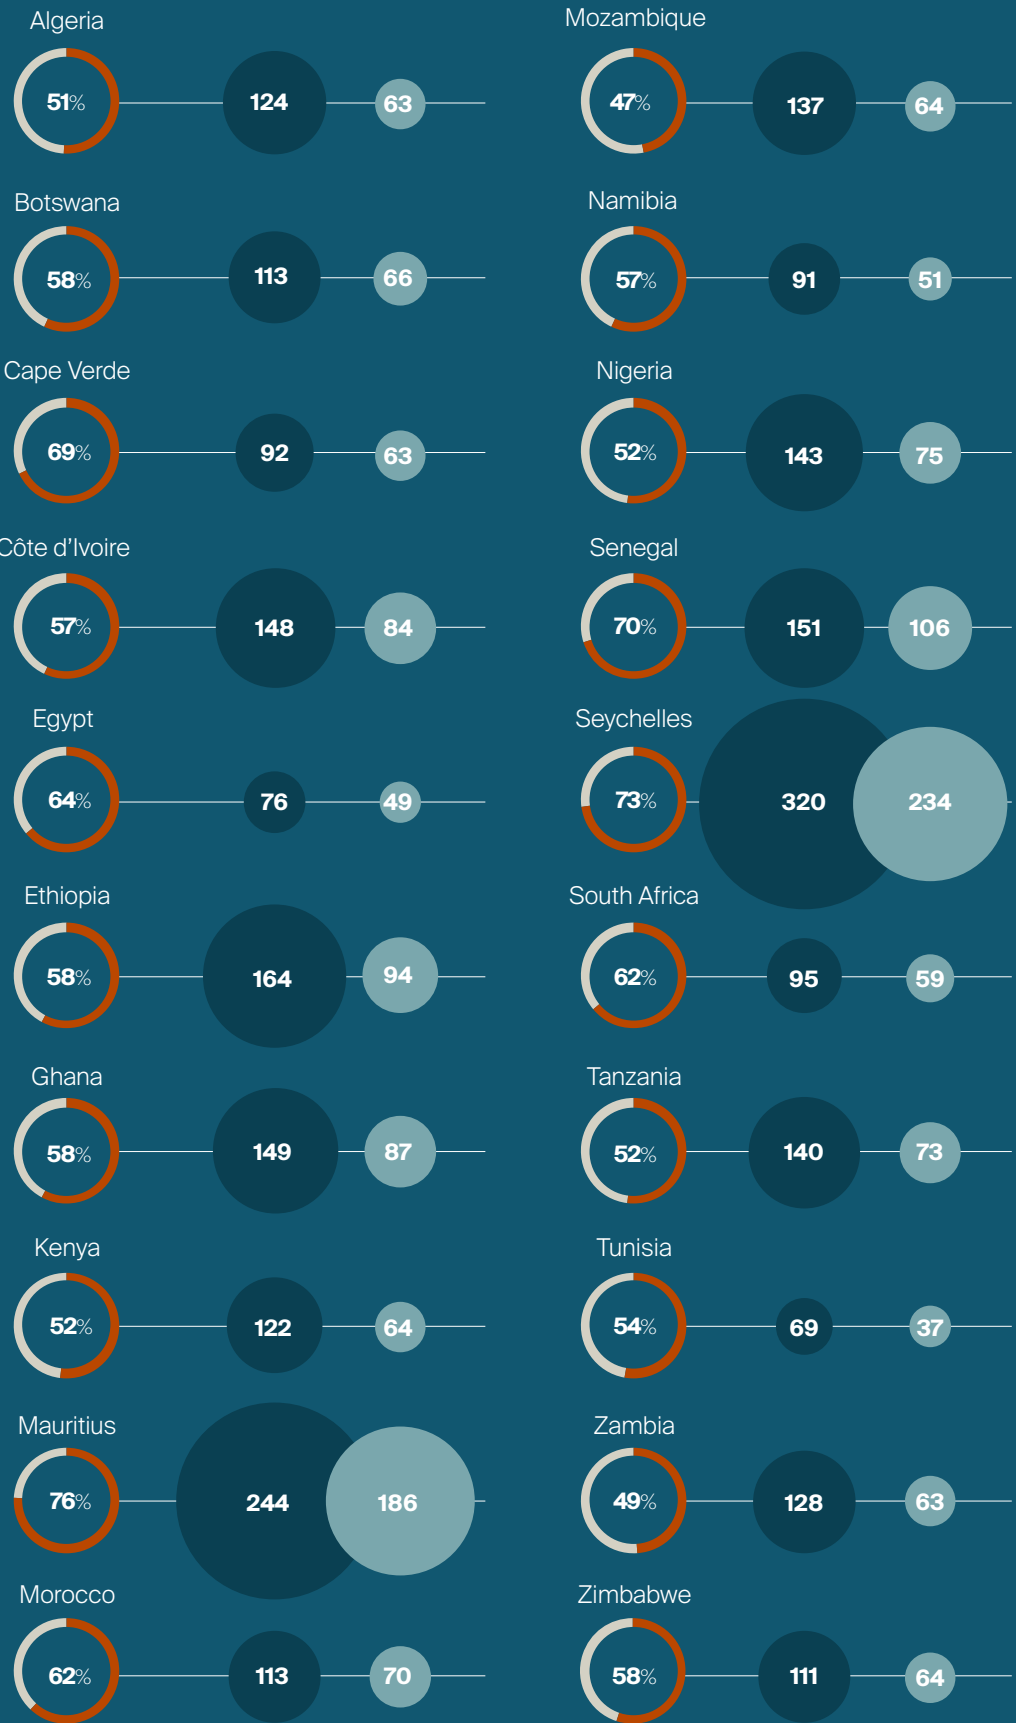 Algeria
51% 124 63
Botswana
58% 113 66
Cape Verde
69% 92 63
Côte d’Ivoire
57% 148 84
Egypt
64% 76 49
Ethiopia
58% 164 94
Ghana
58% 149 87
Kenya
52% 122 64
Mauritius
76% 244 186
Morocco
62% 113 70
Mozambique
47% 137 64
Namibia
57% 91 51
Nigeria
52% 143 75
Senegal
70% 151 106
Seychelles
73% 320 234
South Africa
62% 95 59
Tanzania
52% 140 73
Tunisia
54% 69 37
Zambia
49% 128 63
Zimbabwe
58% 111 64